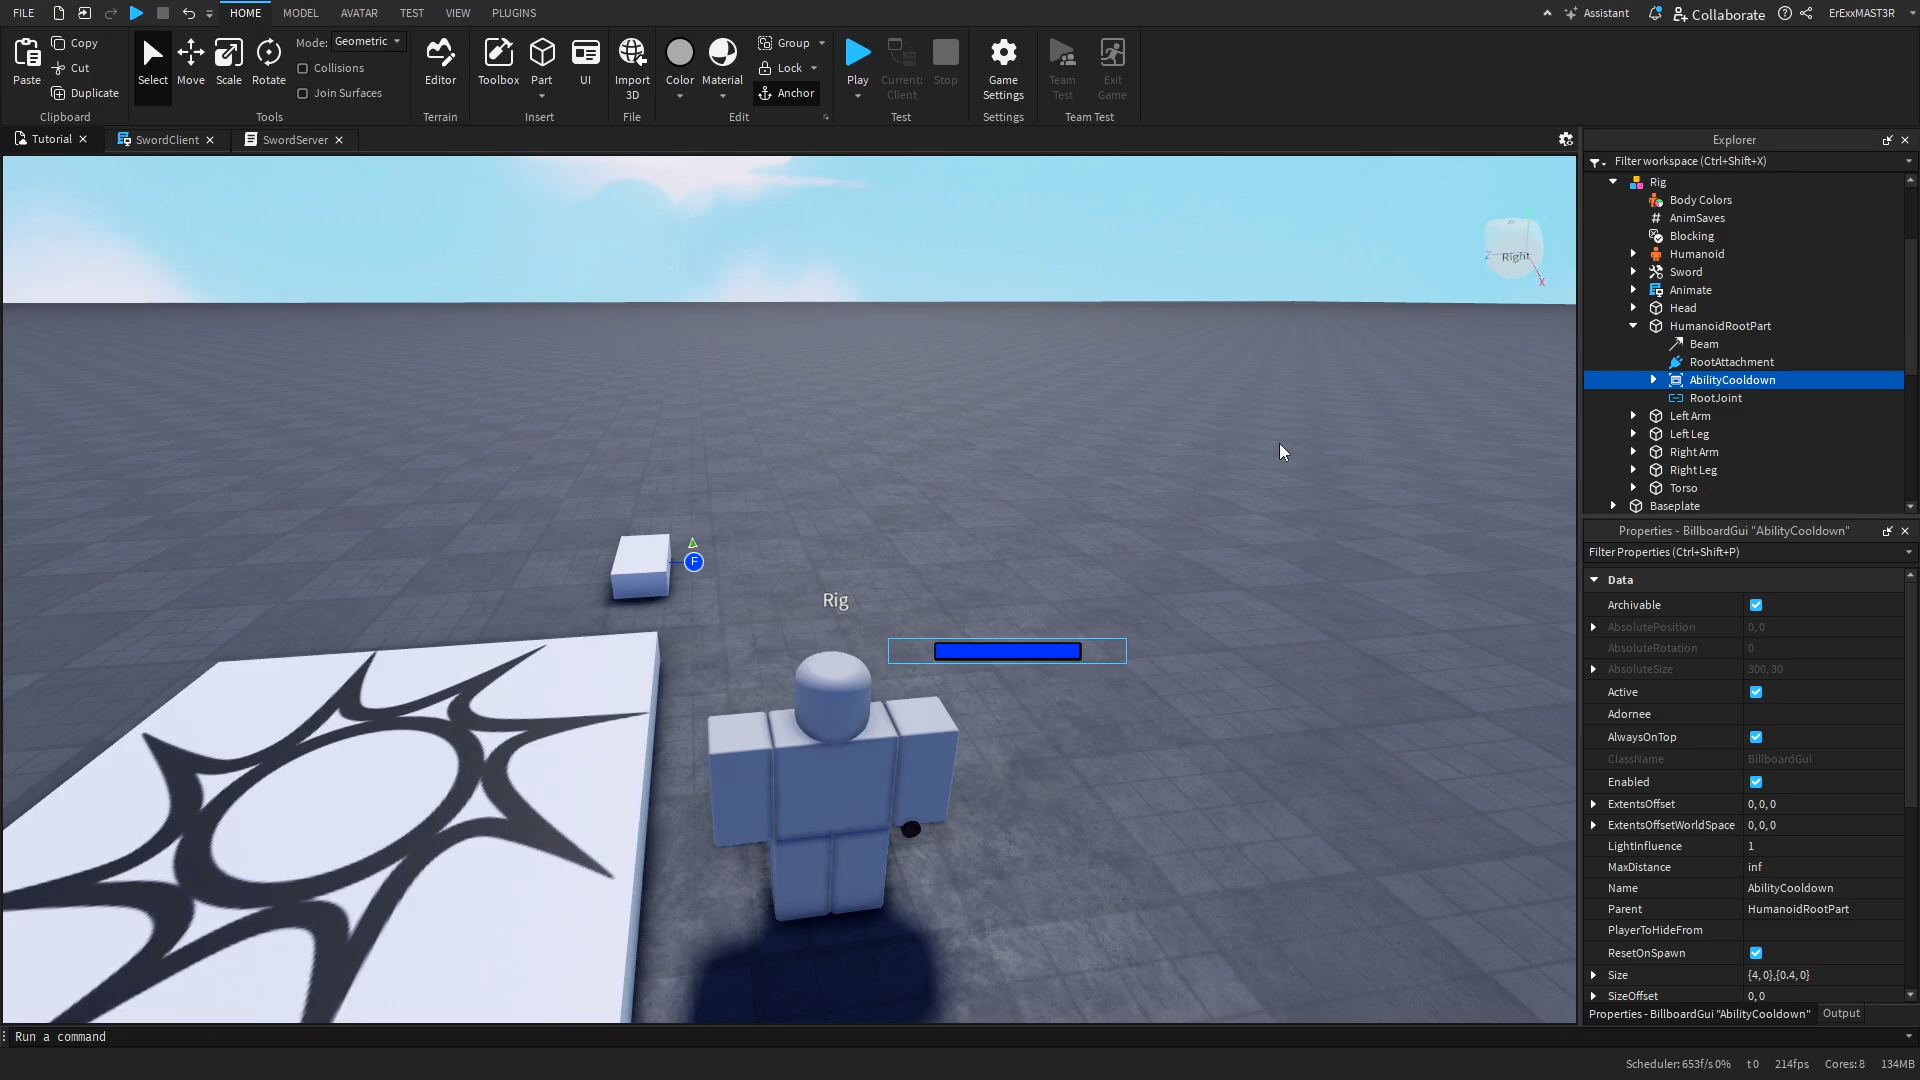 FILE HOME MODEL AVATAR TEST VIEW PLUGINS Assistant Collaborate ErExxMAST3R
Paste Copy Cut Duplicate
Clipboard
Select Move Scale Rotate
Mode: Geometric
Collisions
Join Surfaces
Tools
Editor
Terrain
Toolbox Part UI
Insert
Import 3D
File
Color Material
Group
Lock
Anchor
Edit
Play Current: Client Stop
Test
Game Settings
Settings
Team Test Exit Game
Team Test
Tutorial SwordClient SwordServer
Explorer
Filter workspace (Ctrl+Shift+X)
Rig
Body Colors
AnimSaves
Blocking
Humanoid
Sword
Animate
Head
HumanoidRootPart
Beam
RootAttachment
AbilityCooldown
RootJoint
Left Arm
Left Leg
Right Arm
Right Leg
Torso
Baseplate
Right
Z
X
F
Rig
Properties - BillboardGui "AbilityCooldown"
Filter Properties (Ctrl+Shift+P)
Data
Archivable
AbsolutePosition 0, 0
AbsoluteRotation 0
AbsoluteSize 300, 30
Active
Adornee
AlwaysOnTop
ClassName BillboardGui
Enabled
ExtentsOffset 0, 0, 0
ExtentsOffsetWorldSpace 0, 0, 0
LightInfluence 1
MaxDistance inf
Name AbilityCooldown
Parent HumanoidRootPart
PlayerToHideFrom
ResetOnSpawn
Size {4, 0},{0.4, 0}
SizeOffset 0, 0
Properties - BillboardGui "AbilityCooldown" Output
Run a command
Scheduler: 653f/s 0% t 0 214fps Cores: 8 134MB